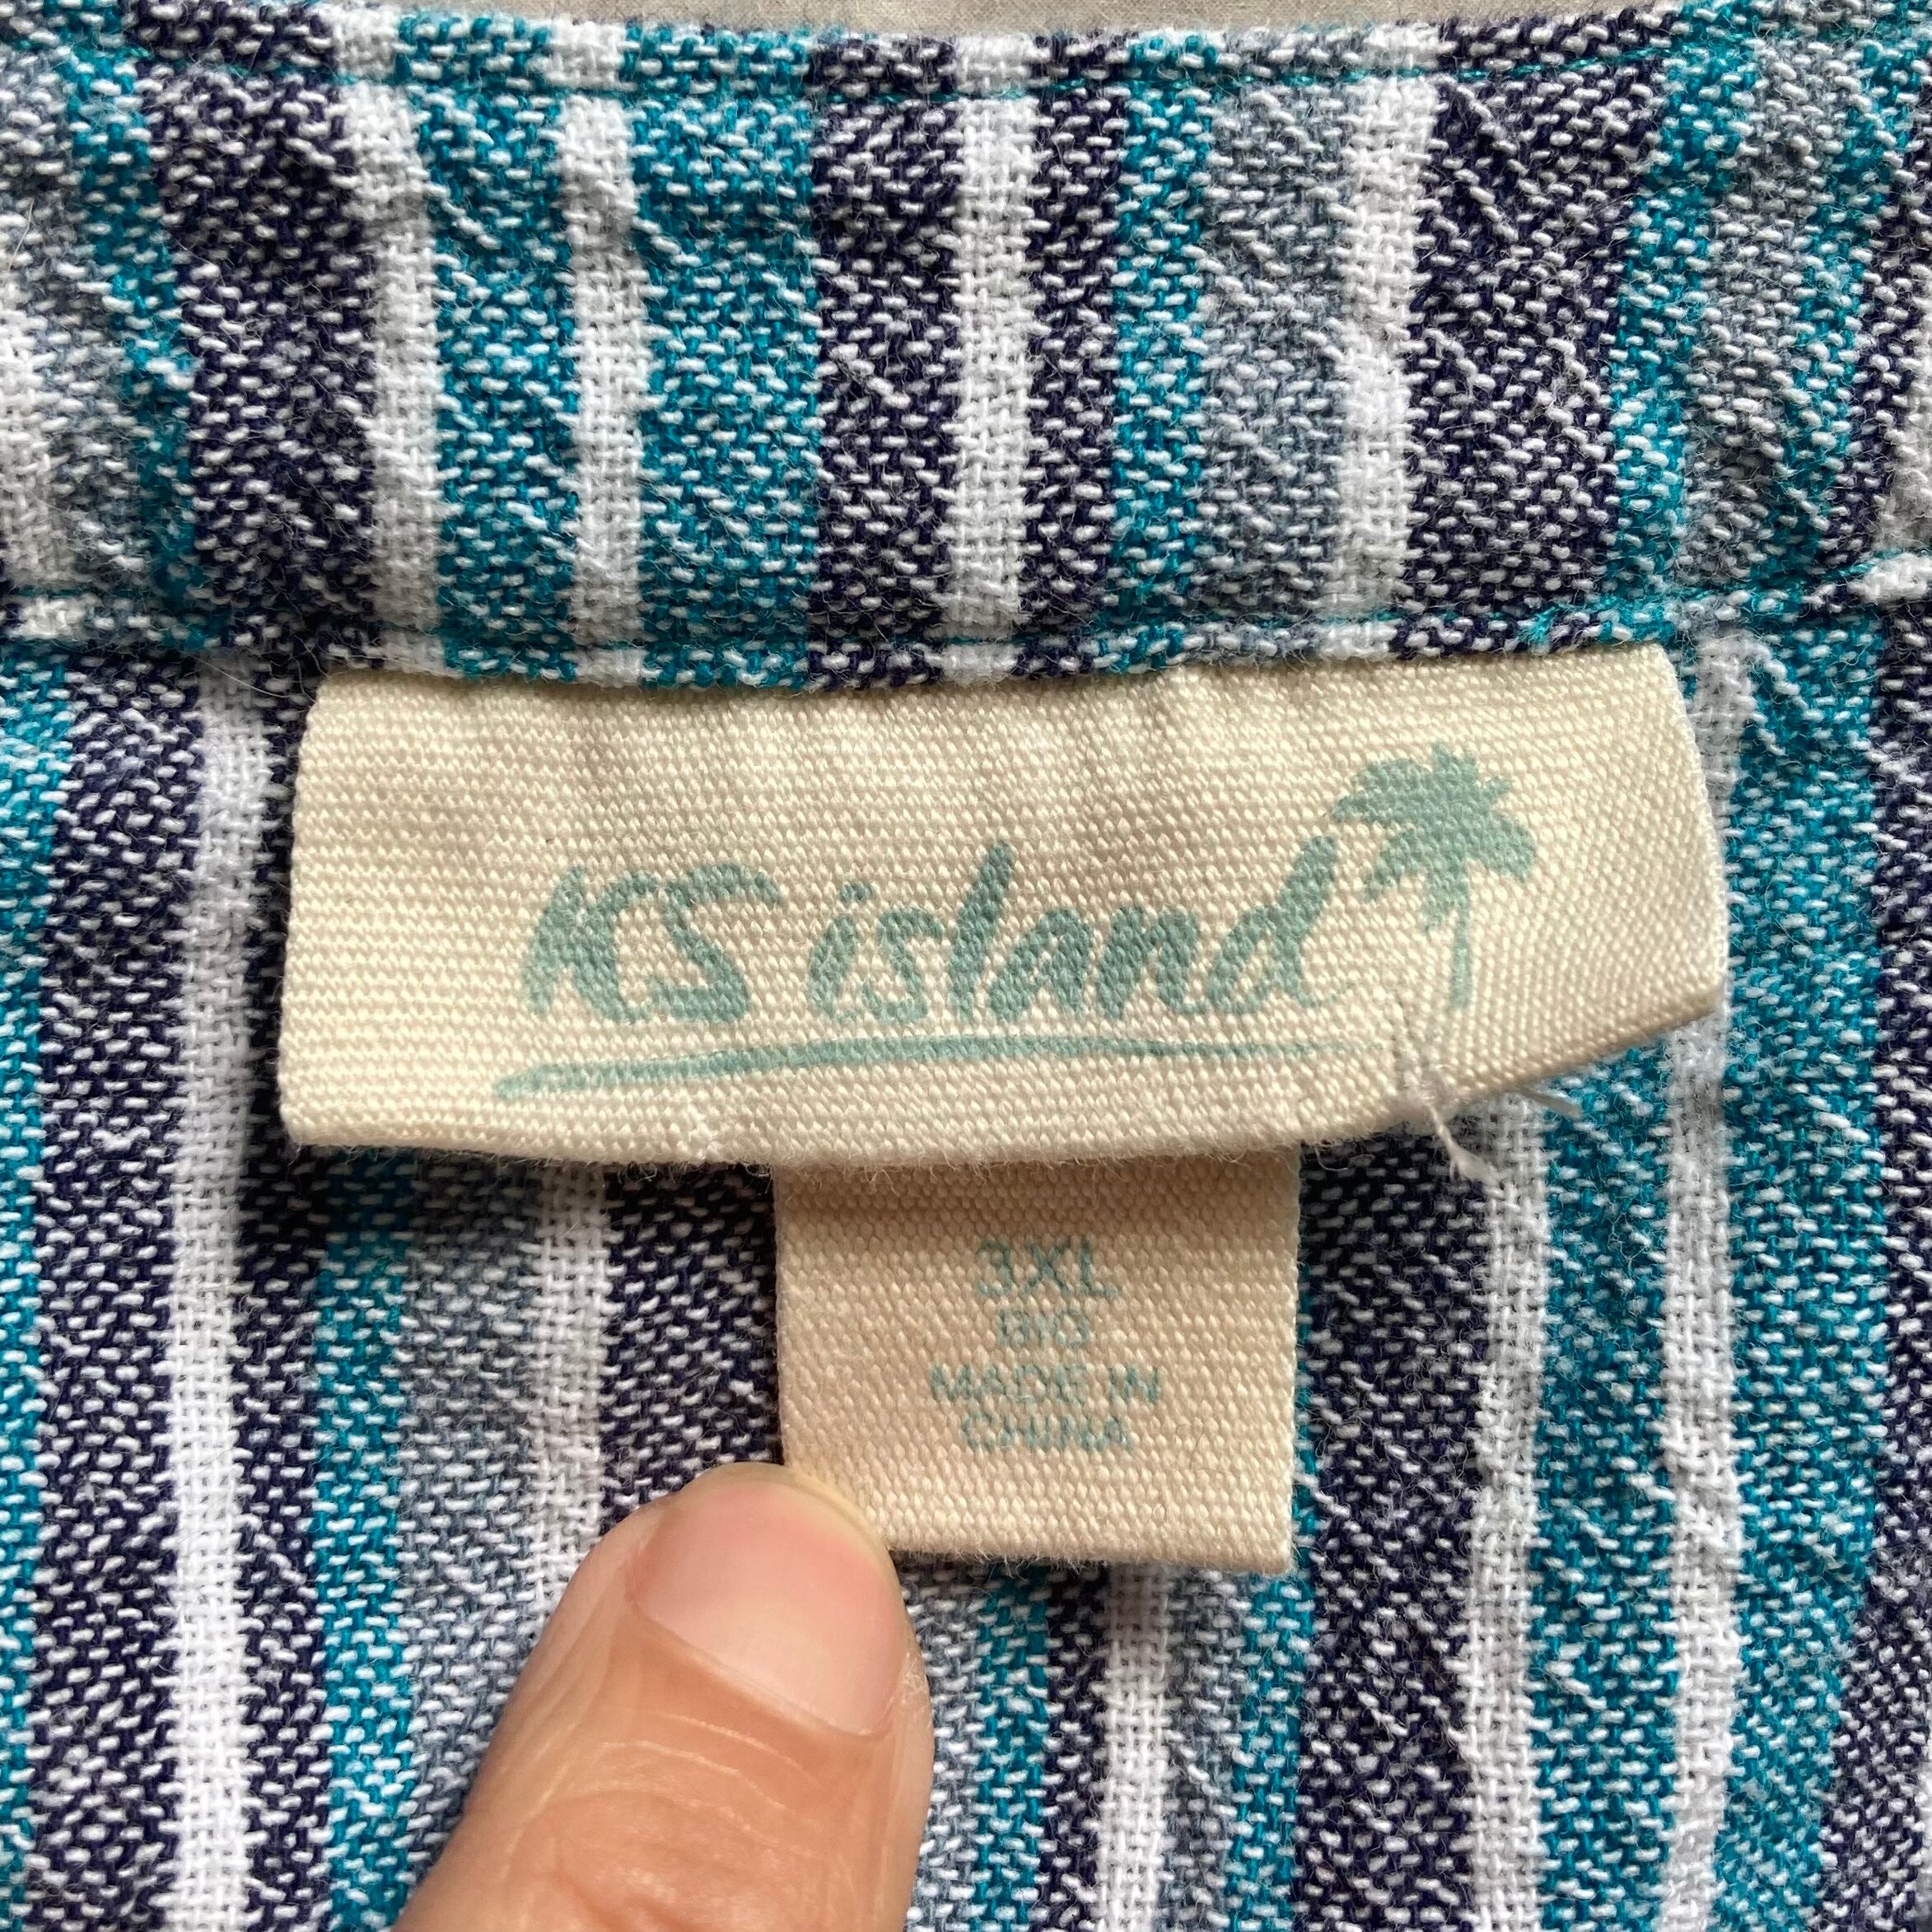 KS island
3XL
BIG
MADE IN
CHINA